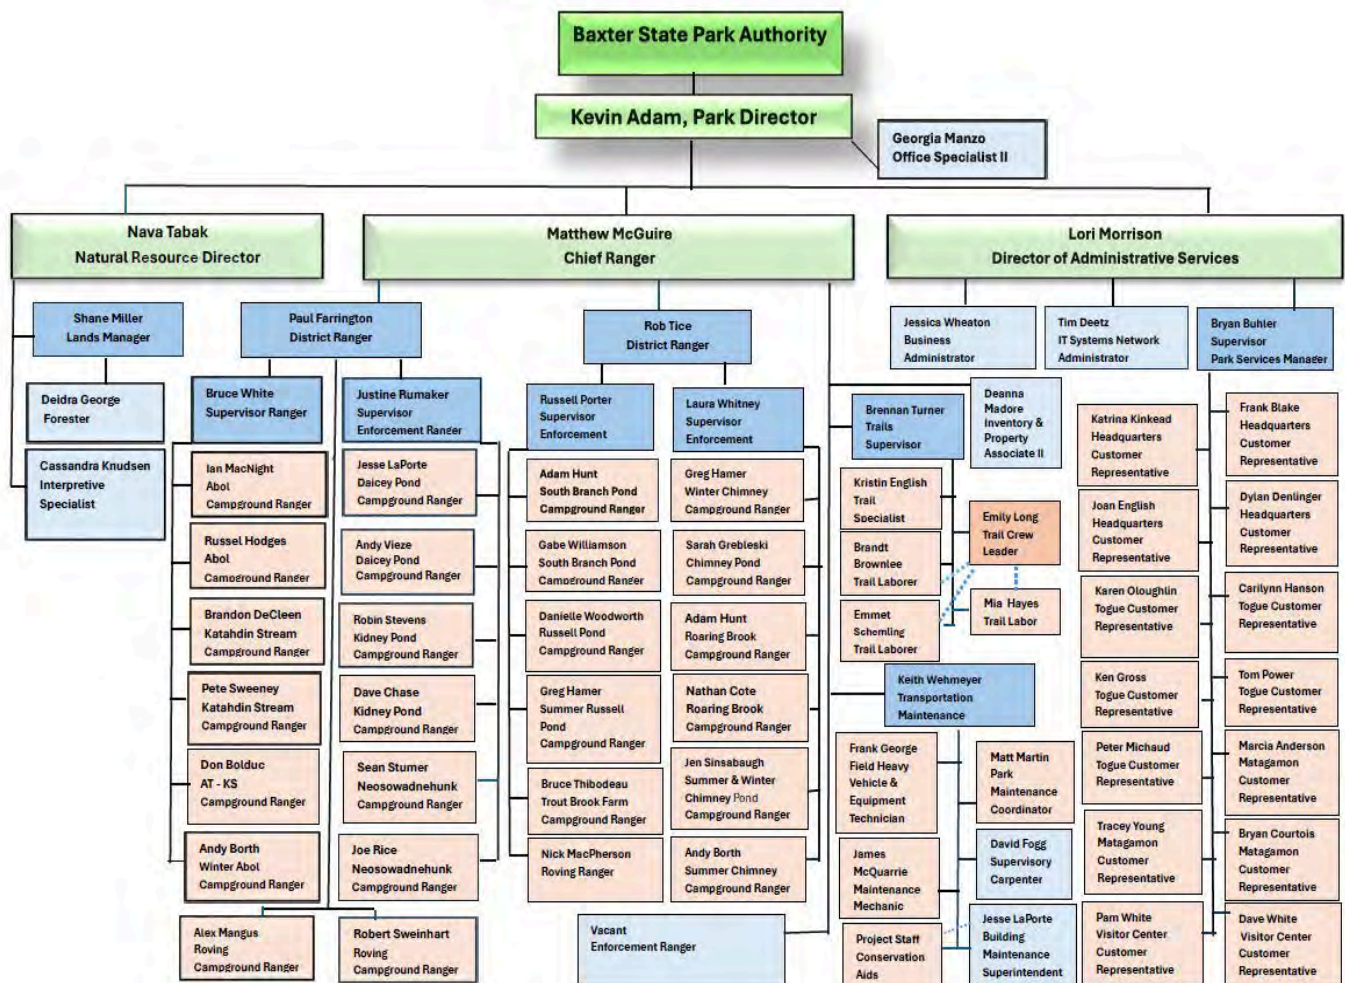 Baxter State Park Authority
Kevin Adam, Park Director
Georgia Manzo
Office Specialist II
Nava Tabak
Natural Resource Director
Matthew McGuire
Chief Ranger
Lori Morrison
Director of Administrative Services
Shane Miller
Lands Manager
Deidra George
Forester
Cassandra Knudsen
Interpretive
Specialist
Paul Farrington
District Ranger
Bruce White
Supervisor Ranger
Ian MacNight
Abol
Campground Ranger
Russel Hodges
Abol
Campground Ranger
Brandon DeCleen
Katahdin Stream
Campground Ranger
Pete Sweeney
Katahdin Stream
Campground Ranger
Don Bolduc
AT - KS
Campground Ranger
Andy Borth
Winter Abol
Campground Ranger
Alex Mangus
Roving
Campground Ranger
Justine Rumaker
Supervisor
Enforcement Ranger
Jesse LaPorte
Daicey Pond
Campground Ranger
Andy Vieze
Daicey Pond
Campground Ranger
Robin Stevens
Kidney Pond
Campground Ranger
Dave Chase
Kidney Pond
Campground Ranger
Sean Stumer
Neosowadnehunk
Campground Ranger
Joe Rice
Neosowadnehunk
Campground Ranger
Robert Sweinhart
Roving
Campground Ranger
Rob Tice
District Ranger
Russell Porter
Supervisor
Enforcement
Adam Hunt
South Branch Pond
Campground Ranger
Gabe Williamson
South Branch Pond
Campground Ranger
Danielle Woodworth
Russell Pond
Campground Ranger
Greg Hamer
Summer Russell
Pond
Campground Ranger
Bruce Thibodeau
Trout Brook Farm
Campground Ranger
Nick MacPherson
Roving Ranger
Laura Whitney
Supervisor
Enforcement
Greg Hamer
Winter Chimney
Campground Ranger
Sarah Grebleski
Chimney Pond
Campground Ranger
Adam Hunt
Roaring Brook
Campground Ranger
Nathan Cote
Roaring Brook
Campground Ranger
Jen Sinsabaugh
Summer & Winter
Chimney Pond
Campground Ranger
Andy Borth
Summer Chimney
Campground Ranger
Vacant
Enforcement Ranger
Brennan Turner
Trails
Supervisor
Deanna
Madore
Inventory &
Property
Associate II
Kristin English
Trail
Specialist
Brandt
Brownlee
Trail Laborer
Emmet
Schemling
Trail Laborer
Emily Long
Trail Crew
Leader
Mia Hayes
Trail Labor
Keith Wehmeyer
Transportation
Maintenance
Frank George
Field Heavy
Vehicle &
Equipment
Technician
James
McQuarrie
Maintenance
Mechanic
Project Staff
Conservation
Aids
Matt Martin
Park
Maintenance
Coordinator
David Fogg
Supervisory
Carpenter
Jesse LaPorte
Building
Maintenance
Superintendent
Jessica Wheaton
Business
Administrator
Tim Deetz
IT Systems Network
Administrator
Bryan Buhler
Supervisor
Park Services Manager
Katrina Kinkead
Headquarters
Customer
Representative
Joan English
Headquarters
Customer
Representative
Karen Oloughlin
Togue Customer
Representative
Ken Gross
Togue Customer
Representative
Peter Michaud
Togue Customer
Representative
Tracey Young
Matagamon
Customer
Representative
Pam White
Visitor Center
Customer
Representative
Frank Blake
Headquarters
Customer
Representative
Dylan Denlinger
Headquarters
Customer
Representative
Carilynn Hanson
Togue Customer
Representative
Tom Power
Togue Customer
Representative
Marcia Anderson
Matagamon
Customer
Representative
Bryan Courtois
Matagamon
Customer
Representative
Dave White
Visitor Center
Customer
Representative